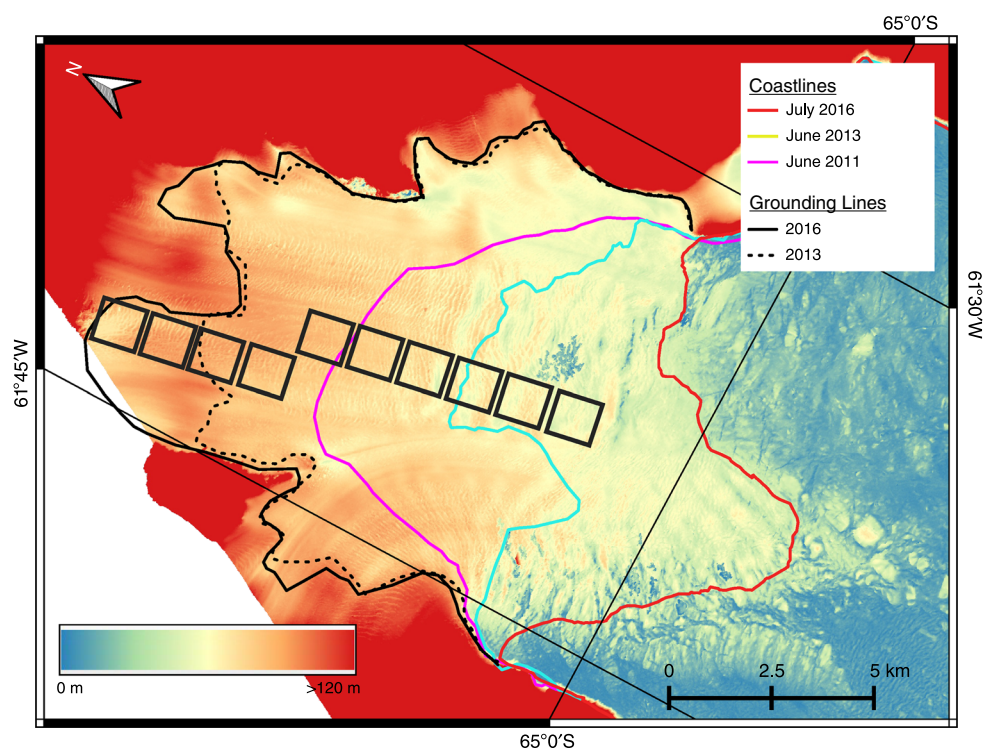 65°0′S
N
Coastlines
July 2016
June 2013
June 2011
Grounding Lines
2016
2013
61°30′W
61°45′W
0 m
>120 m
0
2.5
5 km
65°0′S